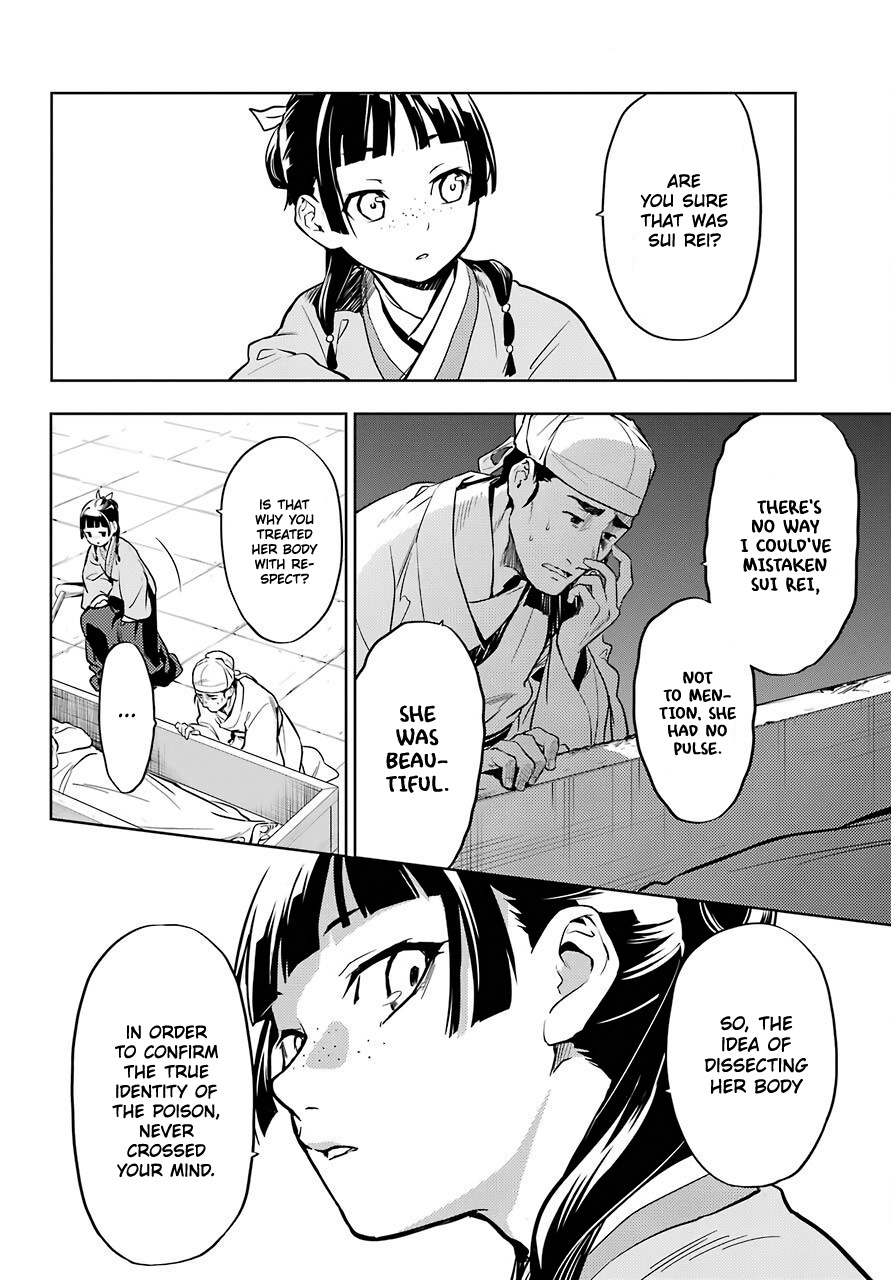 ARE
YOU SURE
THAT WAS
SUI REI?
THERE'S
NO WAY
I COULD'VE
MISTAKEN
SUI REI,
NOT
TO MEN-
TION, SHE
HAD NO
PULSE.
SHE
WAS
BEAU-
TIFUL.
IS THAT
WHY YOU
TREATED
HER BODY
WITH RE-
SPECT?
...
SO, THE
IDEA OF
DISSECTING
HER BODY
IN ORDER
TO CONFIRM
THE TRUE
IDENTITY OF
THE POISON,
NEVER
CROSSED
YOUR MIND.